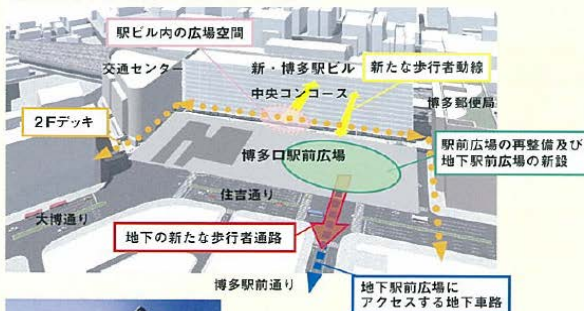 駅ビル内の広場空間
交通センター
新・博多駅ビル
中央コンコース
新たな歩行者動線
博多郵便局
2Fデッキ
博多口駅前広場
駅前広場の再整備及び
地下駅前広場の新設
住吉通り
大博通り
地下の新たな歩行者通路
博多駅前通り
地下駅前広場に
アクセスする地下車路